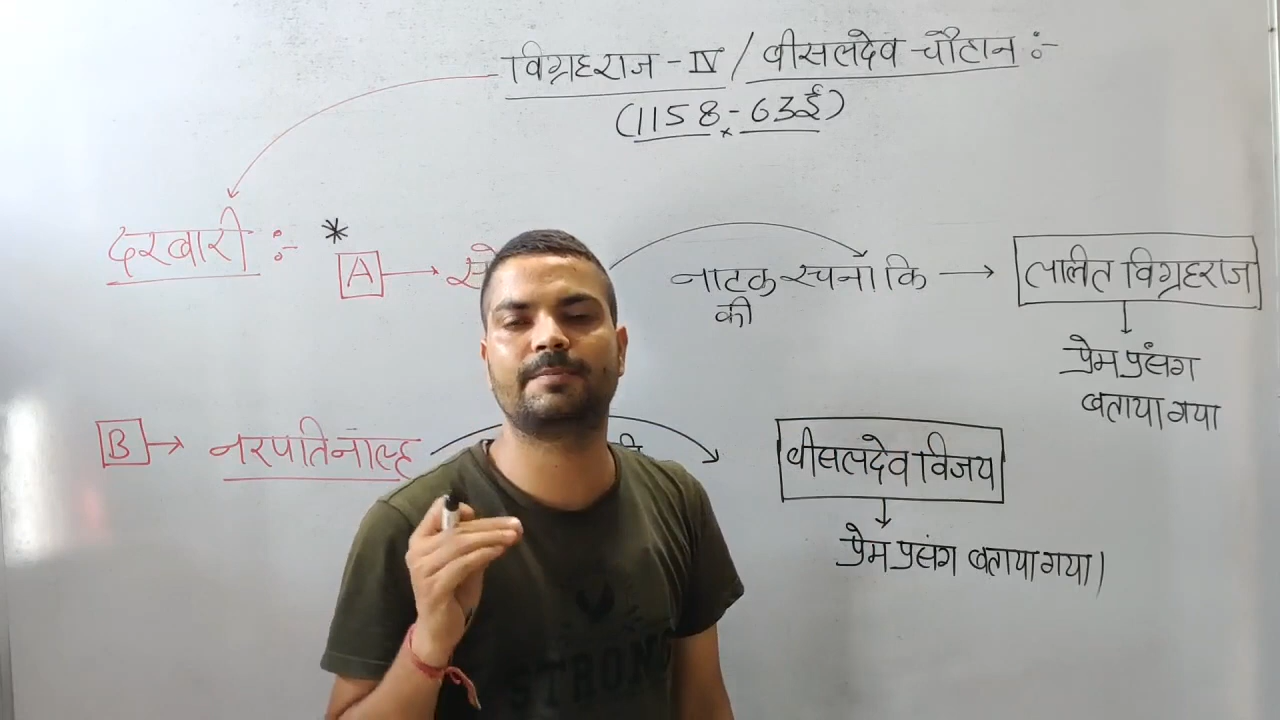 विग्रहराज - IV / बीसलदेव चौहान :-
(1158 - 63ई)
दरबारी :-
* A → नाटक रचना कि → ललित विग्रहराज
की
प्रेम प्रसंग
बताया गया
B → नरपतिनाल्ह → बीसलदेव विजय
प्रेम प्रसंग बताया गया।
STRONG